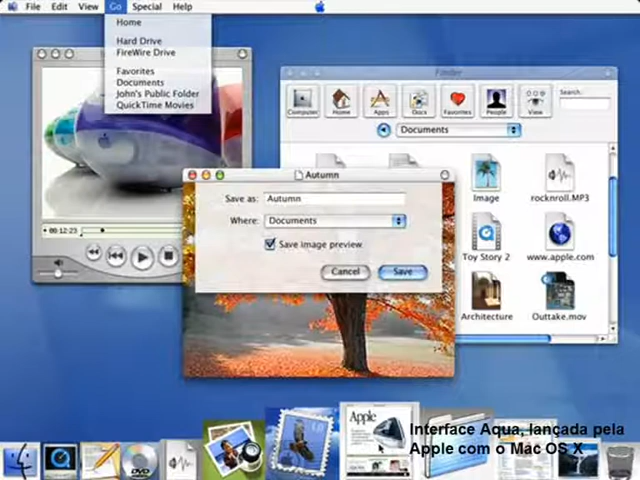 File Edit View Go Special Help
Home
Hard Drive
FireWire Drive
Favorites
Documents
John's Public Folder
QuickTime Movies
Finder
Computer Home Apps Docs Favorites People View
Search:
Documents
Autumn
Save as: Autumn
Where: Documents
Save image preview
Cancel Save
00:12:23
Image rocknroll.MP3
Toy Story 2 www.apple.com
Architecture Outtake.mov
Apple
DVD
Interface Aqua, lançada pela
Apple com o Mac OS X